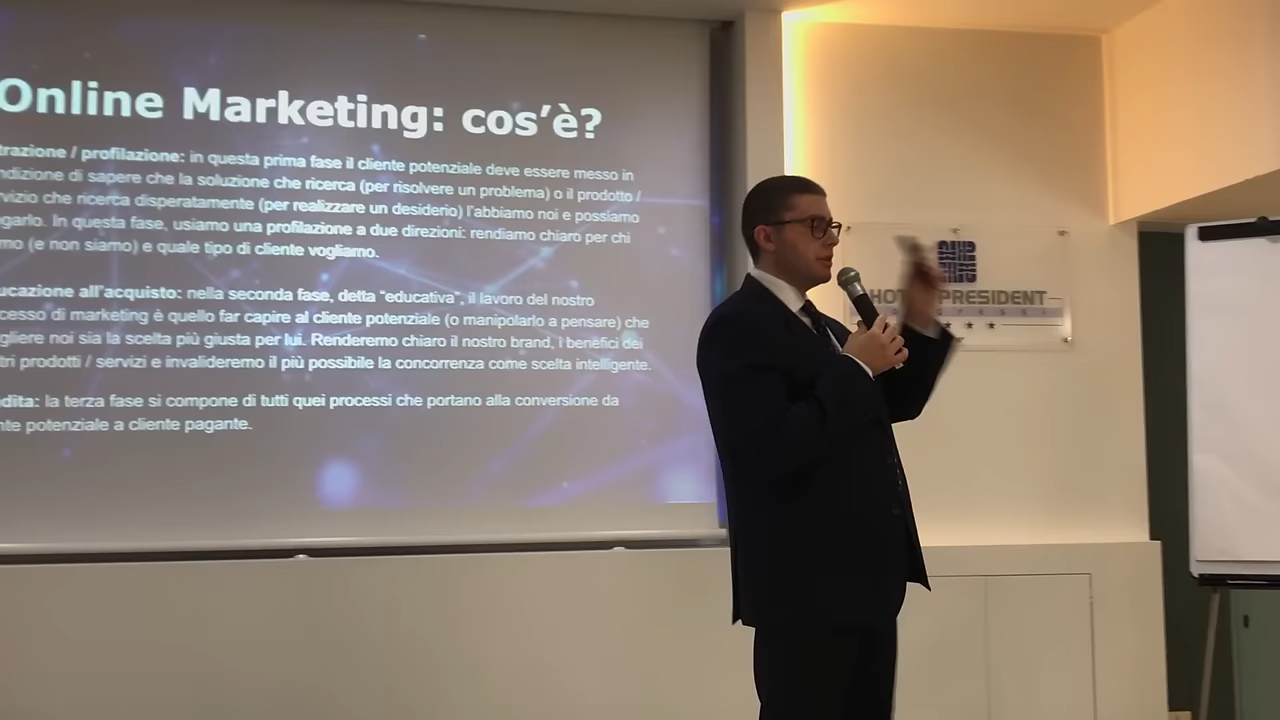 Online Marketing: cos'è?
trazione / profilazione: in questa prima fase il cliente potenziale deve essere messo in
ndizione di sapere che la soluzione che ricerca (per risolvere un problema) o il prodotto /
rvizio che ricerca disperatamente (per realizzare un desiderio) l'abbiamo noi e possiamo
garlo. In questa fase, usiamo una profilazione a due direzioni: rendiamo chiaro per chi
mo (e non siamo) e quale tipo di cliente vogliamo.
ucazione all'acquisto: nella seconda fase, detta "educativa", il lavoro del nostro
cesso di marketing è quello far capire al cliente potenziale (o manipolarlo a pensare) che
gliere noi sia la scelta più giusta per lui. Renderemo chiaro il nostro brand, i benefici dei
tri prodotti / servizi e invalideremo il più possibile la concorrenza come scelta intelligente.
dita: la terza fase si compone di tutti quei processi che portano alla conversione da
nte potenziale a cliente pagante.
HOT PRESIDENT